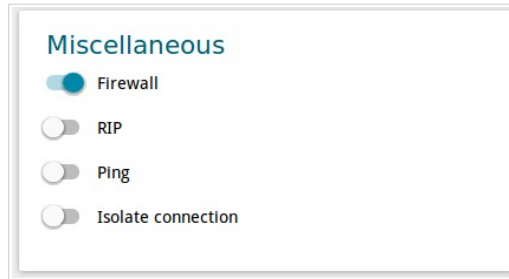 Miscellaneous
Firewall
RIP
Ping
Isolate connection